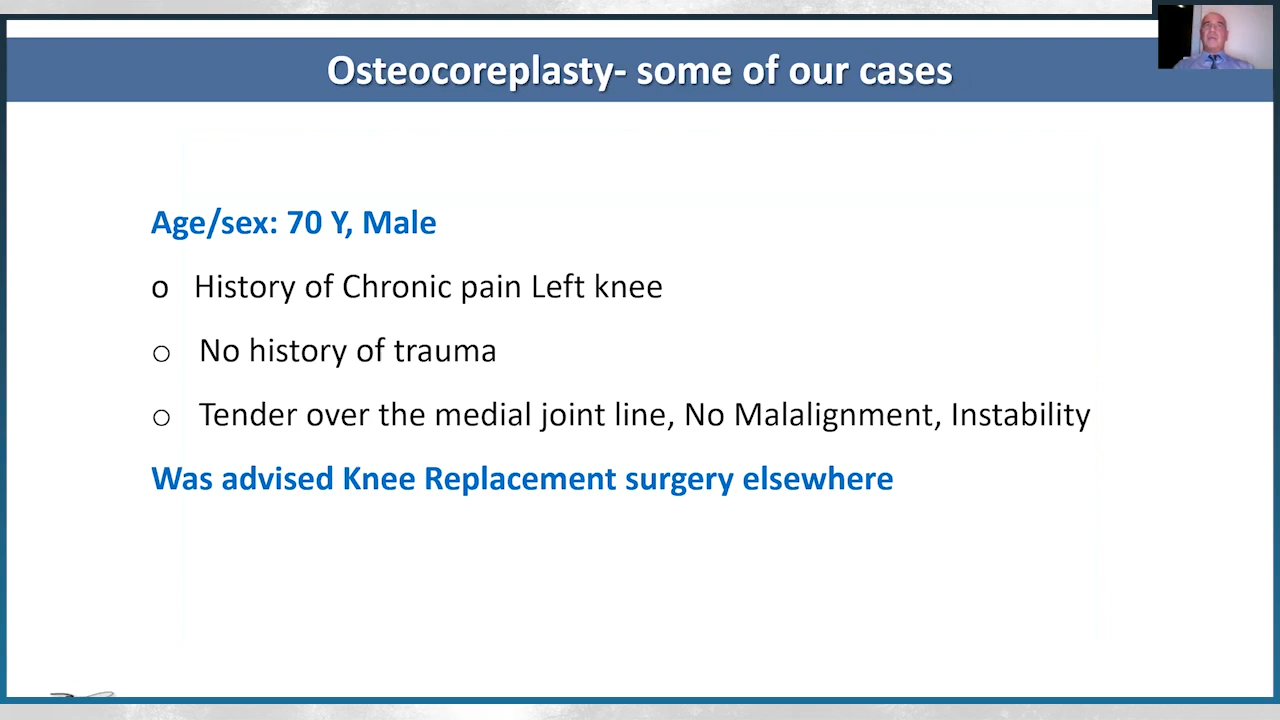 Osteocoreplasty- some of our cases
Age/sex: 70 Y, Male
o History of Chronic pain Left knee
o No history of trauma
o Tender over the medial joint line, No Malalignment, Instability
Was advised Knee Replacement surgery elsewhere